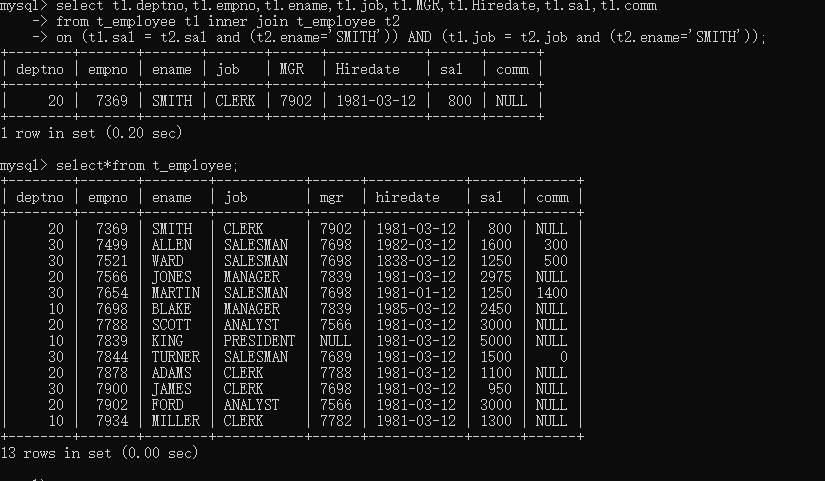 mysql> select t1.deptno,t1.empno,t1.ename,t1.job,t1.MGR,t1.Hiredate,t1.sal,t1.comm
    -> from t_employee t1 inner join t_employee t2
    -> on (t1.sal = t2.sal and (t2.ename='SMITH')) AND (t1.job = t2.job and (t2.ename='SMITH'));
+--------+-------+-------+-------+------+------------+------+------+
| deptno | empno | ename | job   | MGR  | Hiredate   | sal  | comm |
+--------+-------+-------+-------+------+------------+------+------+
|     20 |  7369 | SMITH | CLERK | 7902 | 1981-03-12 |  800 | NULL |
+--------+-------+-------+-------+------+------------+------+------+
1 row in set (0.20 sec)
mysql> select*from t_employee;
+--------+-------+--------+-----------+------+------------+------+------+
| deptno | empno | ename  | job       | mgr  | hiredate   | sal  | comm |
+--------+-------+--------+-----------+------+------------+------+------+
|     20 |  7369 | SMITH  | CLERK     | 7902 | 1981-03-12 |  800 | NULL |
|     30 |  7499 | ALLEN  | SALESMAN  | 7698 | 1982-03-12 | 1600 |  300 |
|     30 |  7521 | WARD   | SALESMAN  | 7698 | 1838-03-12 | 1250 |  500 |
|     20 |  7566 | JONES  | MANAGER   | 7839 | 1981-03-12 | 2975 | NULL |
|     30 |  7654 | MARTIN | SALESMAN  | 7698 | 1981-01-12 | 1250 | 1400 |
|     10 |  7698 | BLAKE  | MANAGER   | 7839 | 1985-03-12 | 2450 | NULL |
|     20 |  7788 | SCOTT  | ANALYST   | 7566 | 1981-03-12 | 3000 | NULL |
|     10 |  7839 | KING   | PRESIDENT | NULL | 1981-03-12 | 5000 | NULL |
|     30 |  7844 | TURNER | SALESMAN  | 7689 | 1981-03-12 | 1500 |    0 |
|     20 |  7878 | ADAMS  | CLERK     | 7788 | 1981-03-12 | 1100 | NULL |
|     30 |  7900 | JAMES  | CLERK     | 7698 | 1981-03-12 |  950 | NULL |
|     20 |  7902 | FORD   | ANALYST   | 7566 | 1981-03-12 | 3000 | NULL |
|     10 |  7934 | MILLER | CLERK     | 7782 | 1981-03-12 | 1300 | NULL |
+--------+-------+--------+-----------+------+------------+------+------+
13 rows in set (0.00 sec)